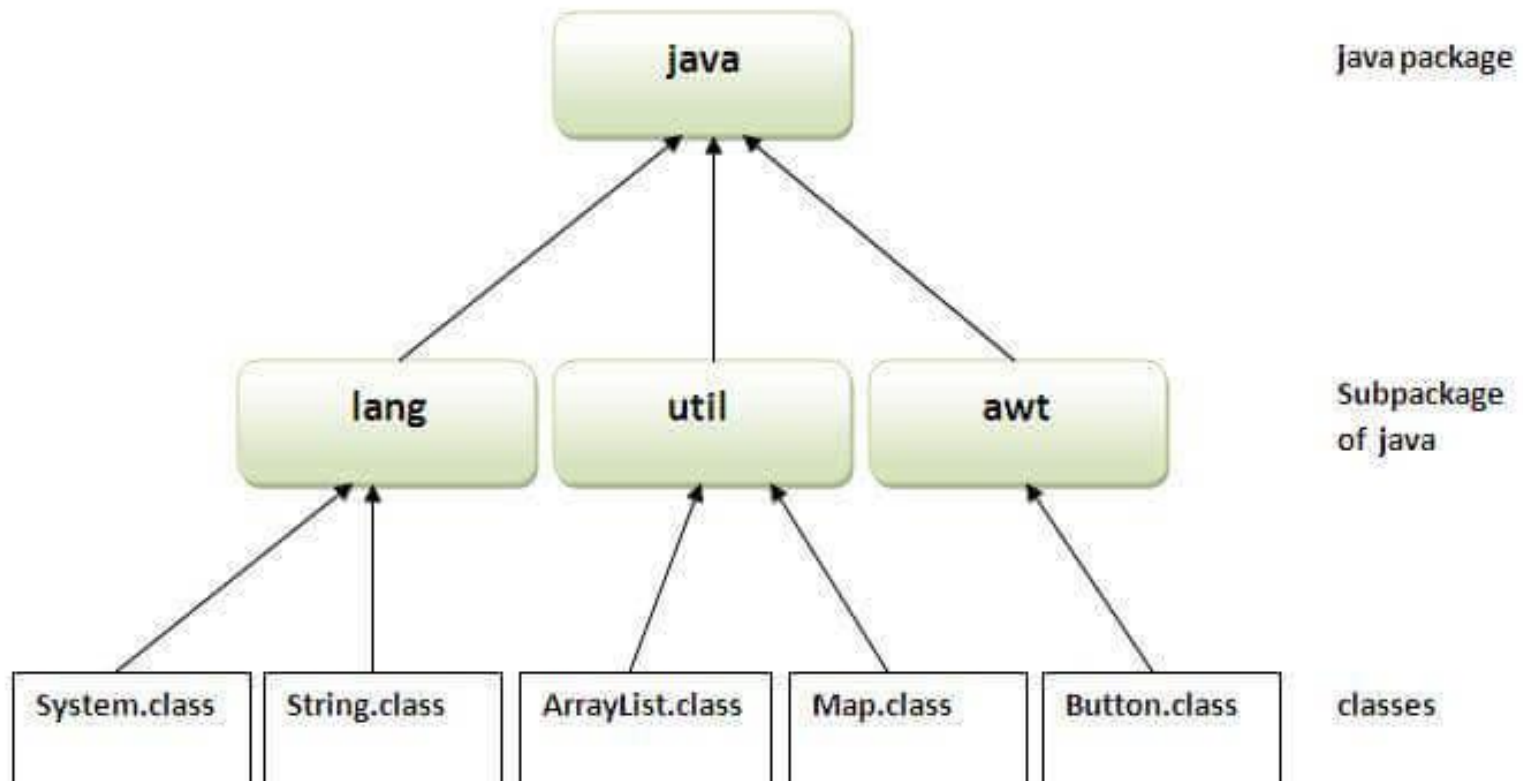 java
java package
lang
util
awt
Subpackage
of java
System.class
String.class
ArrayList.class
Map.class
Button.class
classes